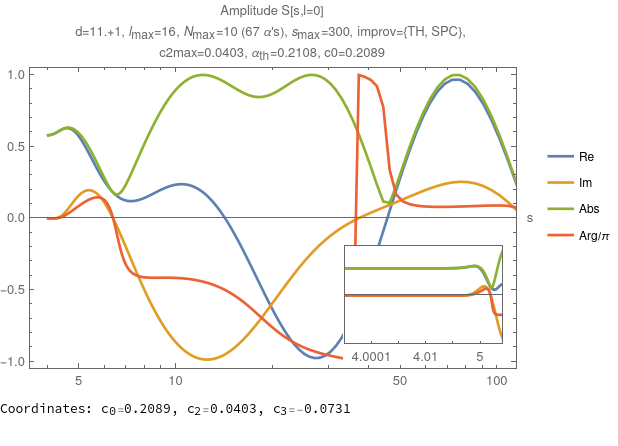 Amplitude S[s,l=0]
d=11.+1, lmax=16, Nmax=10 (67 α's), smax=300, improv={TH, SPC},
c2max=0.0403, αth=0.2108, c0=0.2089
1.0
0.5
0.0
−0.5
−1.0
5
10
50
100
s
4.0001
4.01
5
Re
Im
Abs
Arg/π
Coordinates: c0=0.2089, c2=0.0403, c3=-0.0731